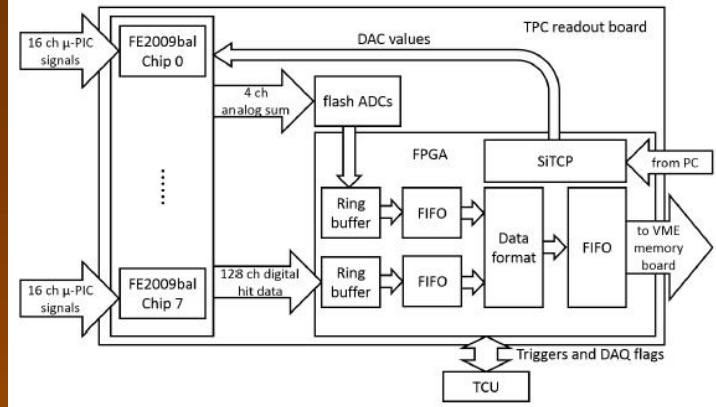 TPC readout board
16 ch μ-PIC
signals
FE2009bal
Chip 0
DAC values
4 ch
analog sum
flash ADCs
FPGA
SiTCP
from PC
Ring
buffer
FIFO
Data
format
FIFO
to VME
memory
board
16 ch μ-PIC
signals
FE2009bal
Chip 7
128 ch digital
hit data
Ring
buffer
FIFO
Triggers and DAQ flags
TCU